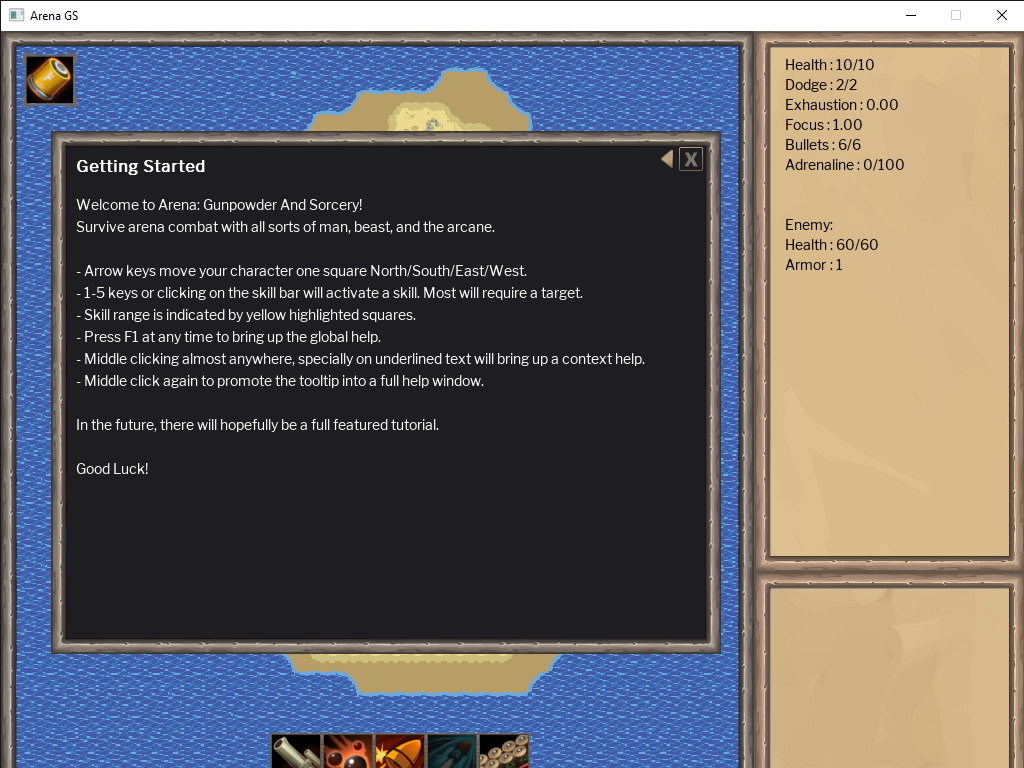 Arena GS
Getting Started
X
Welcome to Arena: Gunpowder And Sorcery!
Survive arena combat with all sorts of man, beast, and the arcane.
- Arrow keys move your character one square North/South/East/West.
- 1-5 keys or clicking on the skill bar will activate a skill. Most will require a target.
- Skill range is indicated by yellow highlighted squares.
- Press F1 at any time to bring up the global help.
- Middle clicking almost anywhere, specially on underlined text will bring up a context help.
- Middle click again to promote the tooltip into a full help window.
In the future, there will hopefully be a full featured tutorial.
Good Luck!
Health : 10/10
Dodge : 2/2
Exhaustion : 0.00
Focus : 1.00
Bullets : 6/6
Adrenaline : 0/100
Enemy:
Health : 60/60
Armor : 1